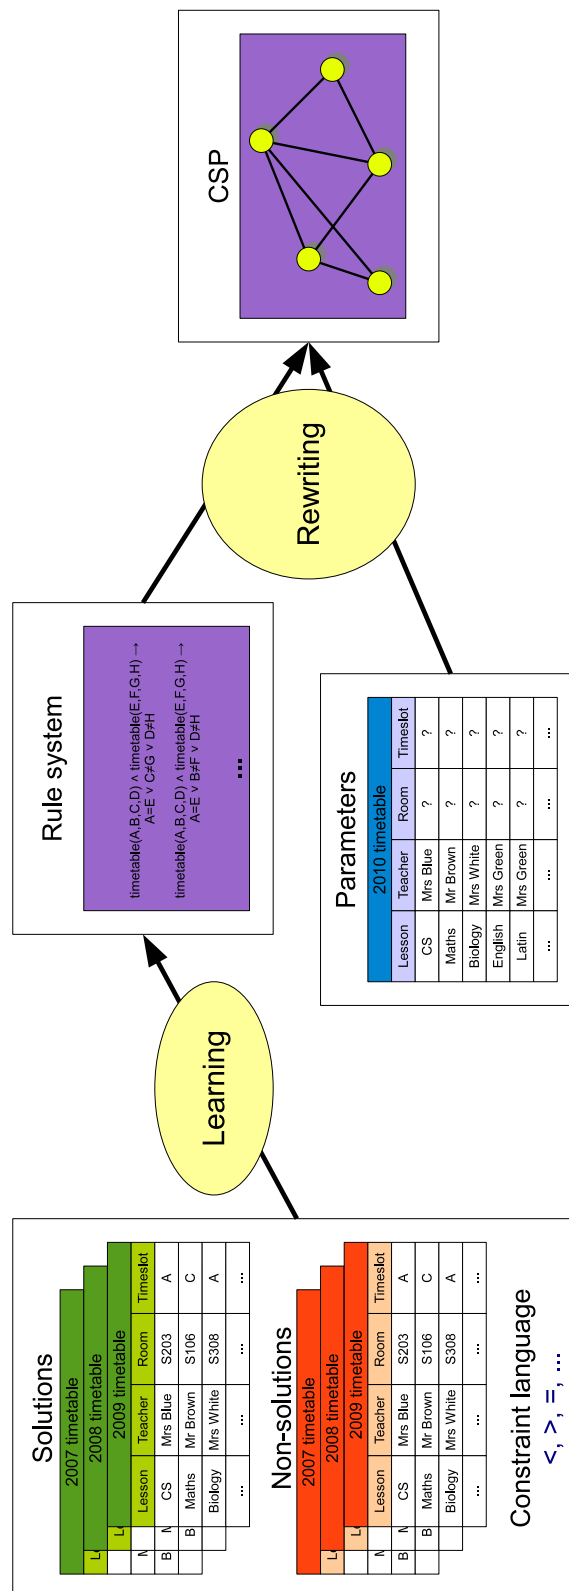 Solutions
2007 timetable
2008 timetable
2009 timetable
Lesson Teacher Room Timeslot
CS Mrs Blue S203 A
Maths Mr Brown S106 C
Biology Mrs White S308 A
... ... ... ...
Non-solutions
2007 timetable
2008 timetable
2009 timetable
Lesson Teacher Room Timeslot
CS Mrs Blue S203 A
Maths Mr Brown S106 C
Biology Mrs White S308 A
... ... ... ...
Constraint language
<, >, =, ...
Learning
Rule system
timetable(A,B,C,D) ∧ timetable(E,F,G,H) →
A=E ∨ C≠G ∨ D≠H
timetable(A,B,C,D) ∧ timetable(E,F,G,H) →
A=E ∨ B≠F ∨ D≠H
...
Parameters
2010 timetable
Lesson Teacher Room Timeslot
CS Mrs Blue ? ?
Maths Mr Brown ? ?
Biology Mrs White ? ?
English Mrs Green ? ?
Latin Mrs Green ? ?
... ... ... ...
Rewriting
CSP